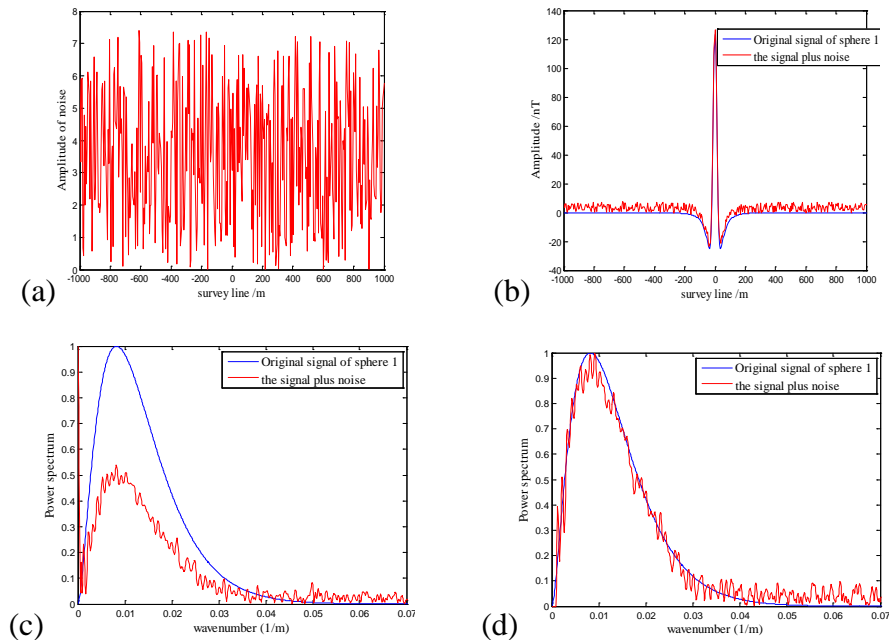 8
7
6
5
4
3
2
1
0
Amplitude of noise
-1000 -800 -600 -400 -200 0 200 400 600 800 1000
survey line /m
(a)
140
120
100
80
60
40
20
0
-20
-40
Amplitude /nT
Original signal of sphere 1
the signal plus noise
-1000 -800 -600 -400 -200 0 200 400 600 800 1000
survey line /m
(b)
1
0.9
0.8
0.7
0.6
0.5
0.4
0.3
0.2
0.1
0
Power spectrum
Original signal of sphere 1
the signal plus noise
0 0.01 0.02 0.03 0.04 0.05 0.06 0.07
wavenumber (1/m)
(c)
1
0.9
0.8
0.7
0.6
0.5
0.4
0.3
0.2
0.1
0
Power spectrum
Original signal of sphere 1
the signal plus noise
0 0.01 0.02 0.03 0.04 0.05 0.06 0.07
wavenumber (1/m)
(d)